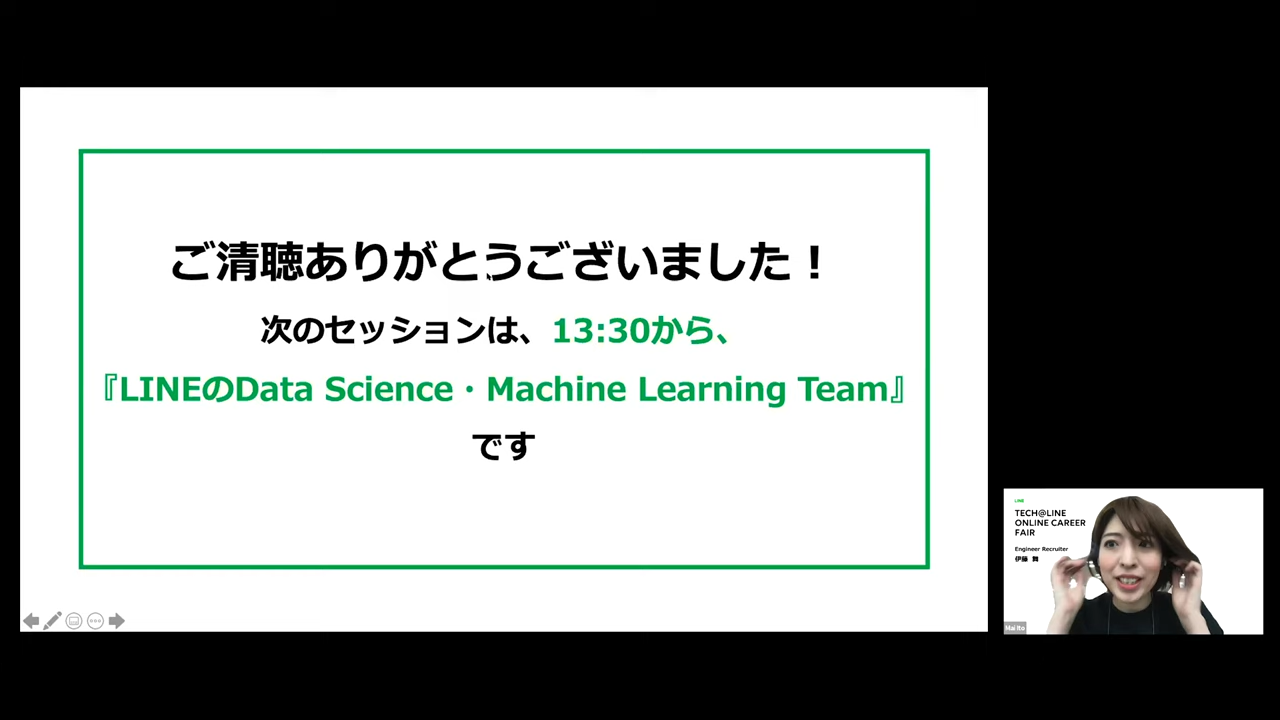 ご清聴ありがとうございました！
次のセッションは、13:30から、
『LINEのData Science・Machine Learning Team』
です
LINE
TECH@LINE
ONLINE CAREER
FAIR
Engineer Recruiter
伊藤 舞
Mai Ito